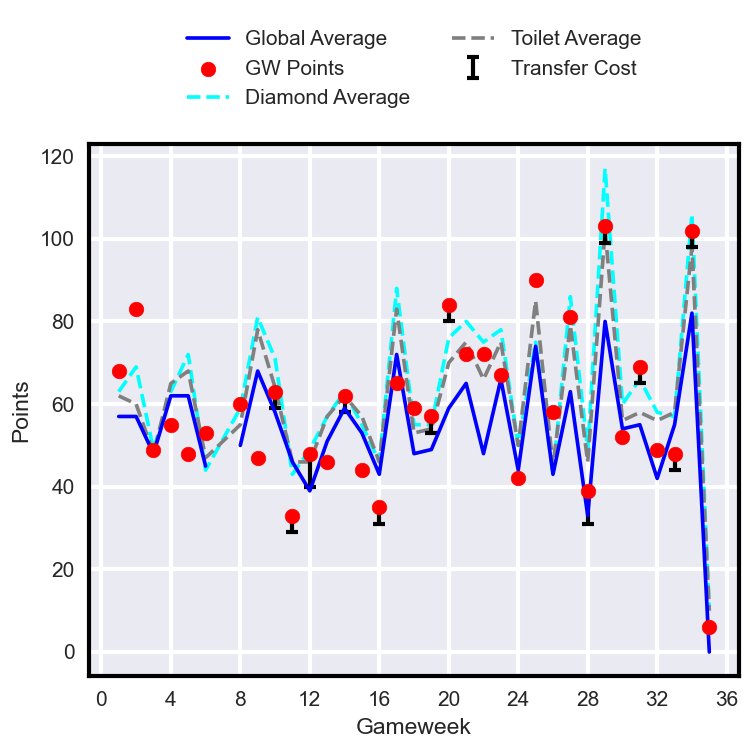 Global Average
GW Points
Diamond Average
Toilet Average
Transfer Cost
120
100
80
60
40
20
0
Points
0 4 8 12 16 20 24 28 32 36
Gameweek